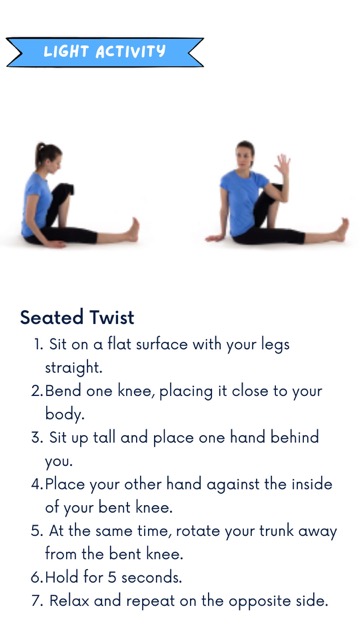 LIGHT ACTIVITY
Seated Twist
1. Sit on a flat surface with your legs
straight.
2.Bend one knee, placing it close to your
body.
3. Sit up tall and place one hand behind
you.
4.Place your other hand against the inside
of your bent knee.
5. At the same time, rotate your trunk away
from the bent knee.
6.Hold for 5 seconds.
7. Relax and repeat on the opposite side.